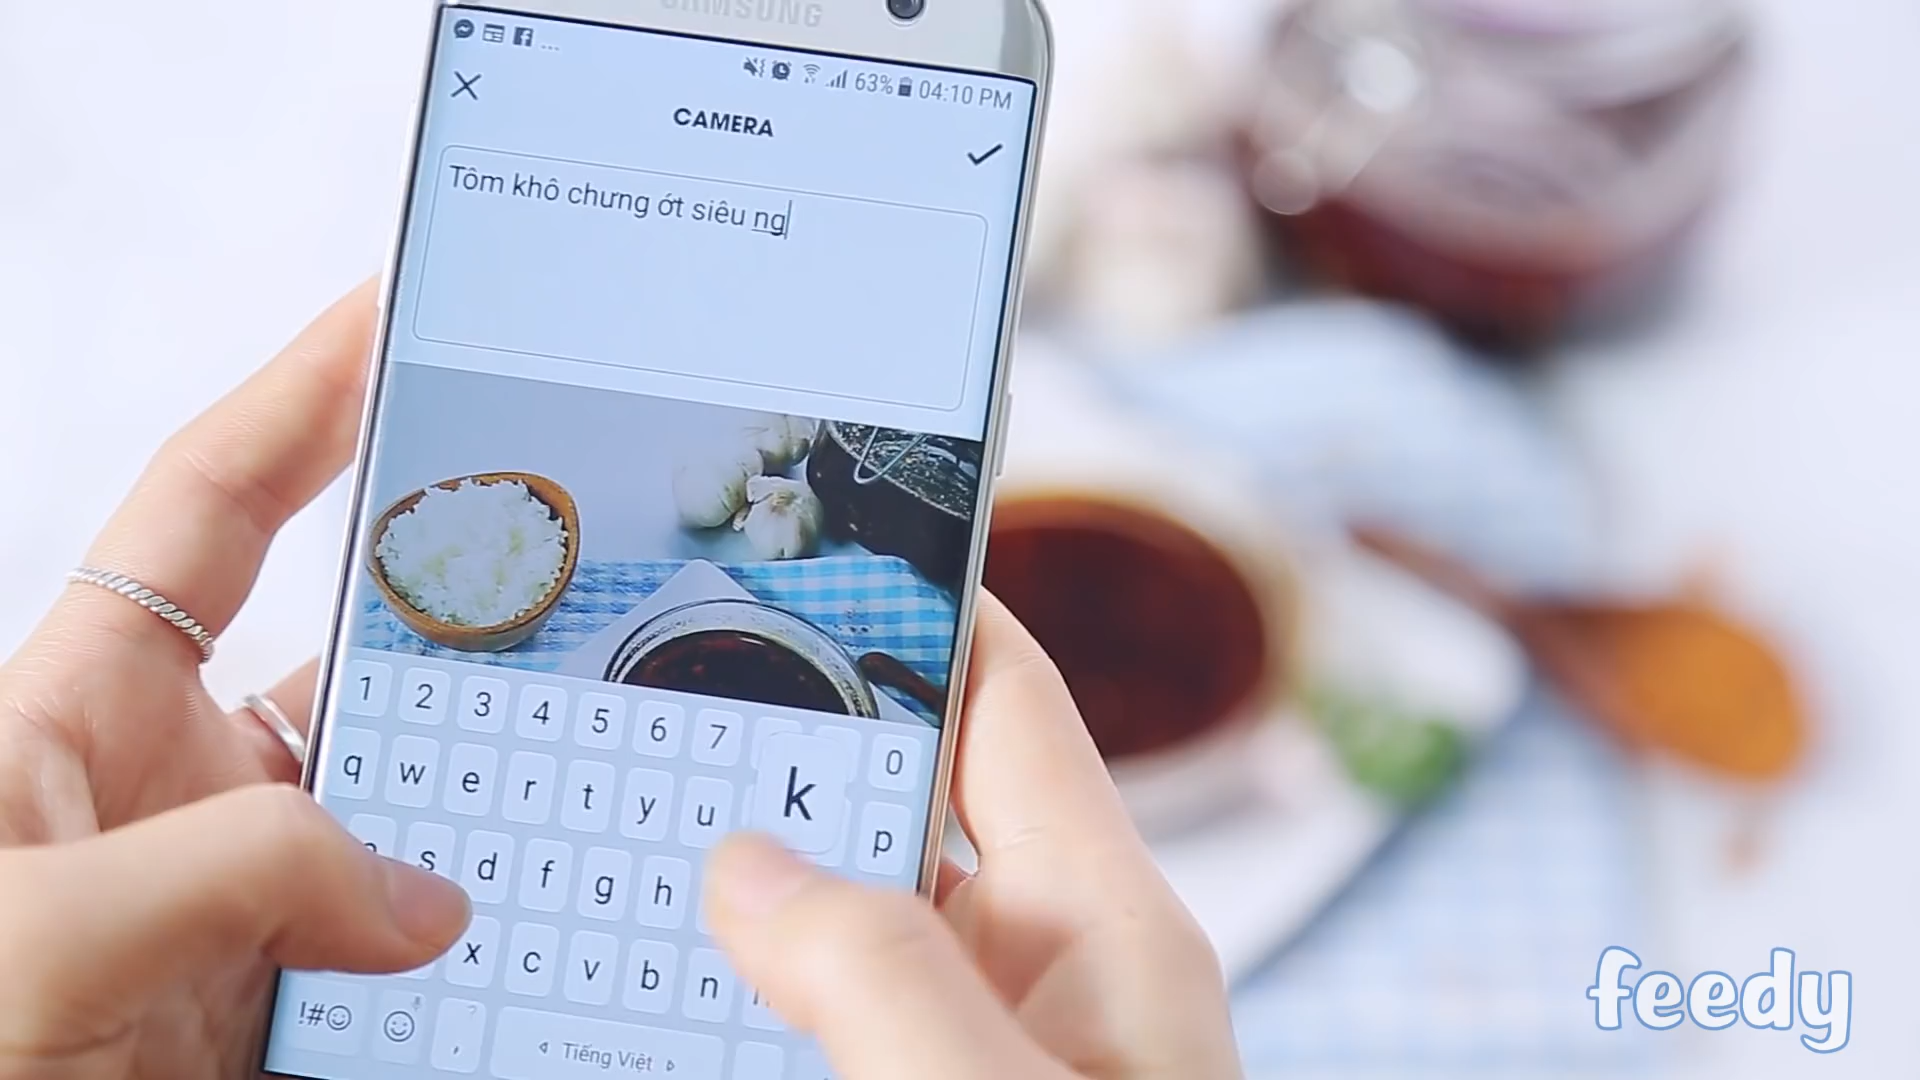 SAMSUNG
63% 04:10 PM
CAMERA
Tôm khô chưng ớt siêu ng
1 2 3 4 5 6 7 0
q w e r t y u k p
s d f g h
x c v b n
!#
,
Tiếng Việt
feedy